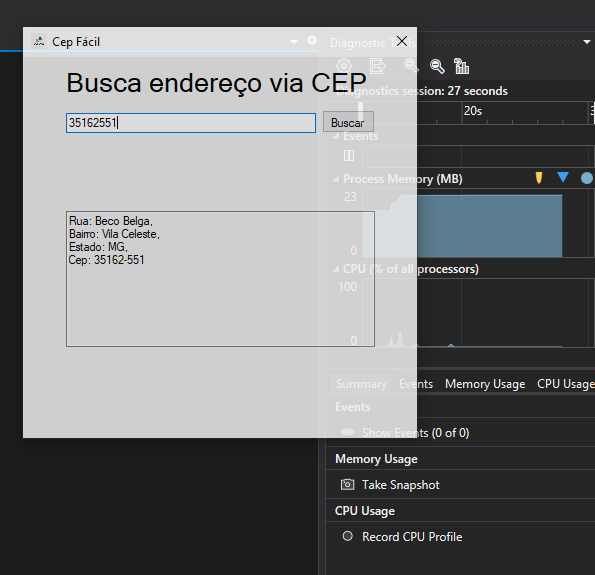 Cep Fácil
Busca endereço via CEP
35162551
Buscar
Rua: Beco Belga,
Bairro: Vila Celeste,
Estado: MG,
Cep: 35162-551
Diagnostic
Diagnostics session: 27 seconds
20s
Events
Process Memory (MB)
23
0
CPU (% of all processors)
100
0
Summary Events Memory Usage CPU Usage
Events
Show Events (0 of 0)
Memory Usage
Take Snapshot
CPU Usage
Record CPU Profile